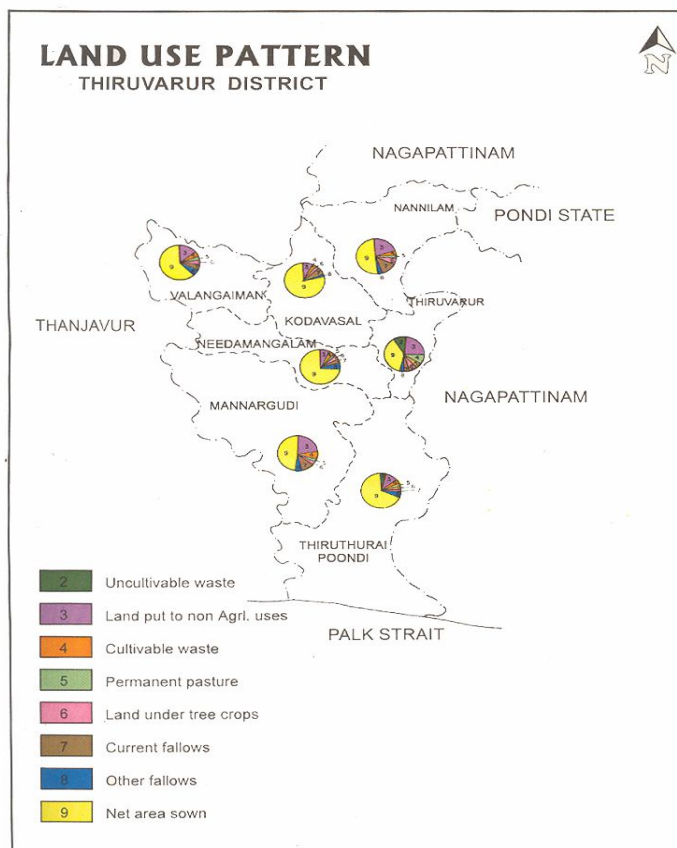 LAND USE PATTERN
THIRUVARUR DISTRICT
N
NAGAPATTINAM
NANNILAM
PONDI STATE
VALANGAIMAN
THIRUVARUR
KODAVASAL
THANJAVUR
NEEDAMANGALAM
NAGAPATTINAM
MANNARGUDI
THIRUTHURAI
POONDI
PALK STRAIT
2 Uncultivable waste
3 Land put to non Agrl. uses
4 Cultivable waste
5 Permanent pasture
6 Land under tree crops
7 Current fallows
8 Other fallows
9 Net area sown